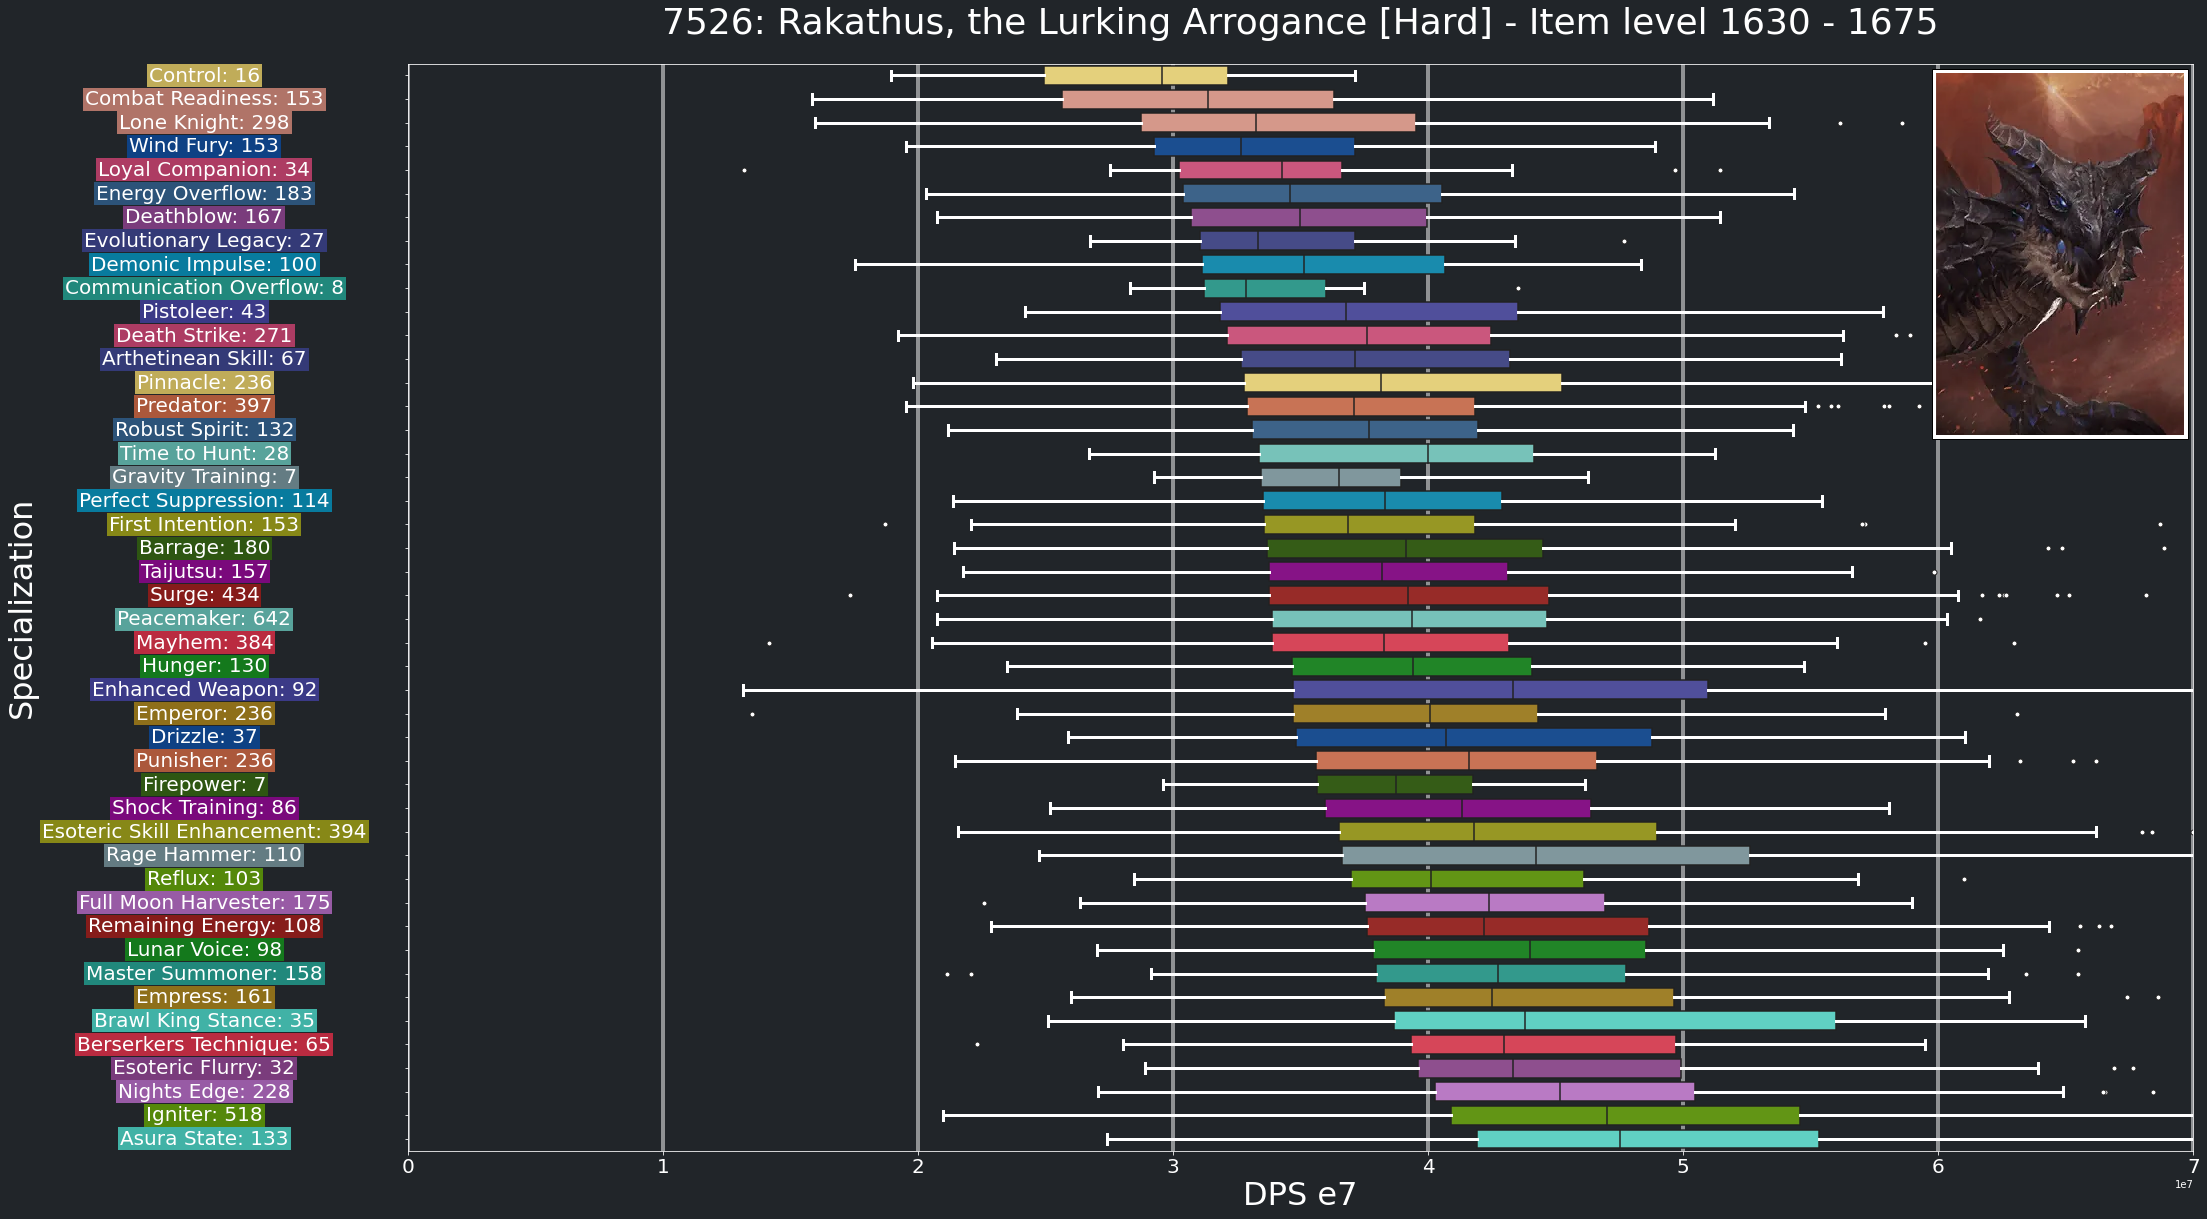 7526: Rakathus, the Lurking Arrogance [Hard] - Item level 1630 - 1675
Specialization
Control: 16
Combat Readiness: 153
Lone Knight: 298
Wind Fury: 153
Loyal Companion: 34
Energy Overflow: 183
Deathblow: 167
Evolutionary Legacy: 27
Demonic Impulse: 100
Communication Overflow: 8
Pistoleer: 43
Death Strike: 271
Arthetinean Skill: 67
Pinnacle: 236
Predator: 397
Robust Spirit: 132
Time to Hunt: 28
Gravity Training: 7
Perfect Suppression: 114
First Intention: 153
Barrage: 180
Taijutsu: 157
Surge: 434
Peacemaker: 642
Mayhem: 384
Hunger: 130
Enhanced Weapon: 92
Emperor: 236
Drizzle: 37
Punisher: 236
Firepower: 7
Shock Training: 86
Esoteric Skill Enhancement: 394
Rage Hammer: 110
Reflux: 103
Full Moon Harvester: 175
Remaining Energy: 108
Lunar Voice: 98
Master Summoner: 158
Empress: 161
Brawl King Stance: 35
Berserkers Technique: 65
Esoteric Flurry: 32
Nights Edge: 228
Igniter: 518
Asura State: 133
0 1 2 3 4 5 6 7
1e7
DPS e7